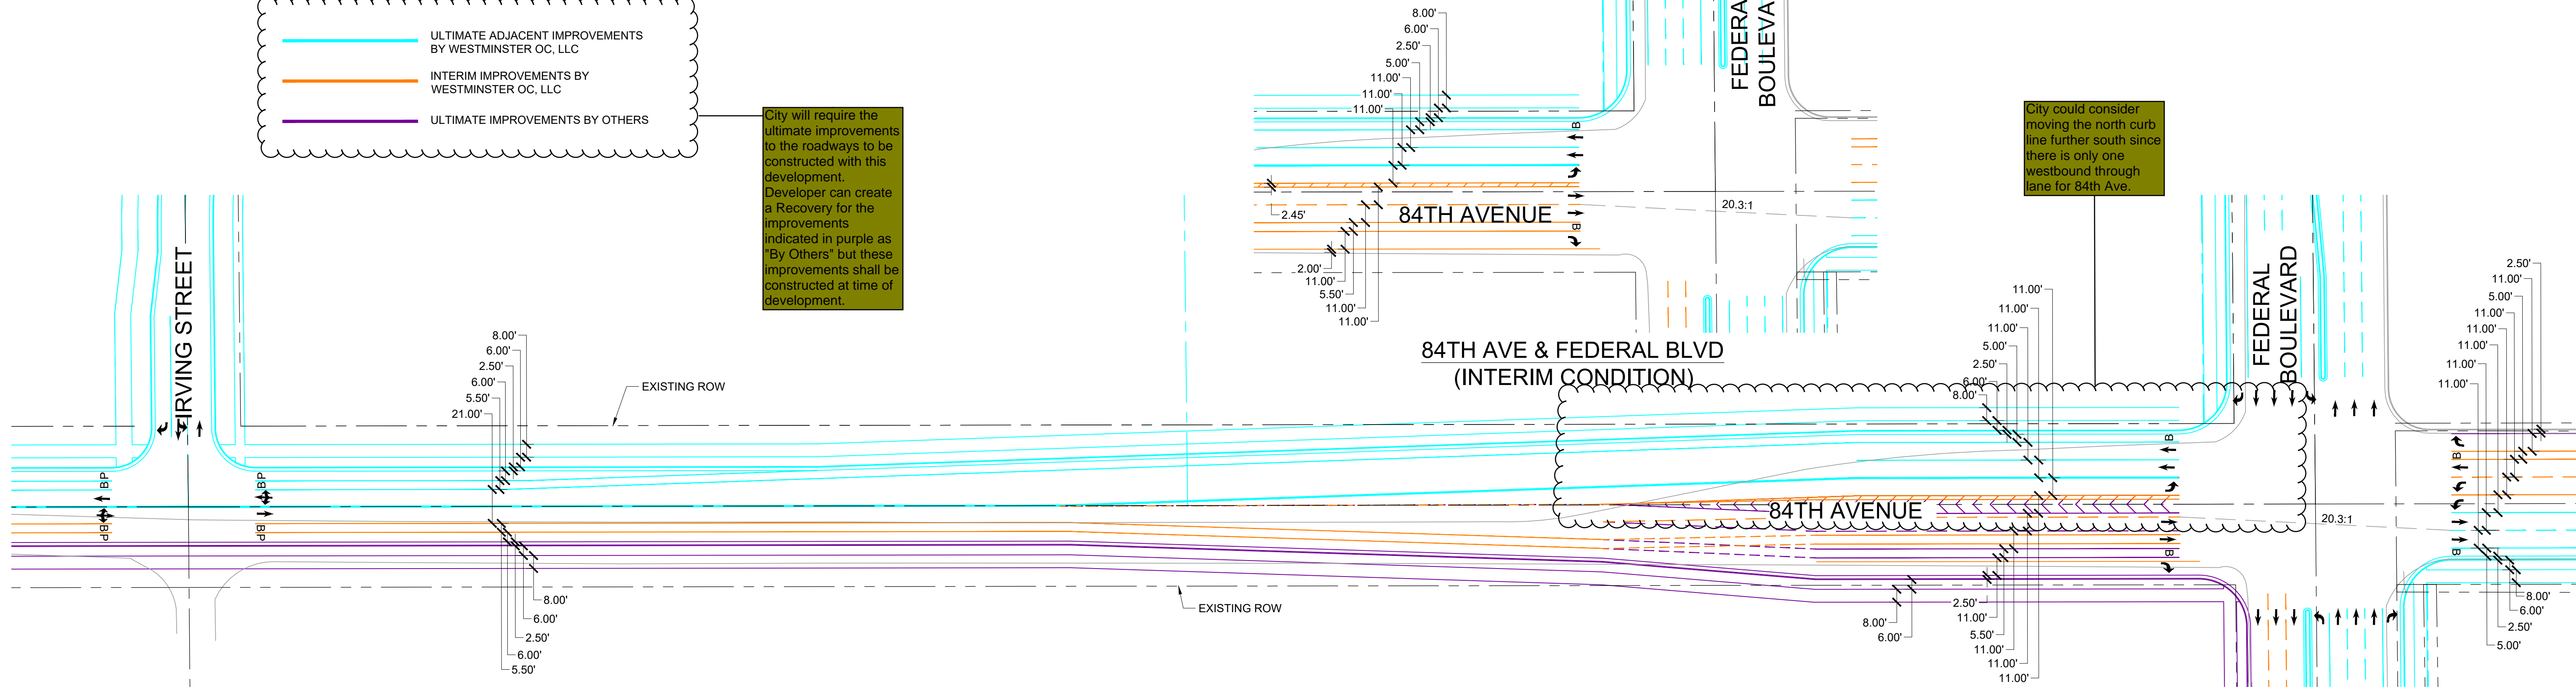 ULTIMATE ADJACENT IMPROVEMENTS
BY WESTMINSTER OC, LLC
INTERIM IMPROVEMENTS BY
WESTMINSTER OC, LLC
ULTIMATE IMPROVEMENTS BY OTHERS
City will require the
ultimate improvements
to the roadways to be
constructed with this
development.
Developer can create
a Recovery for the
improvements
indicated in purple as
"By Others" but these
improvements shall be
constructed at time of
development.
8.00'
6.00'
2.50'
5.00'
11.00'
11.00'
11.00'
FEDERA
BOULEVA
B
2.45'
84TH AVENUE
20.3:1
B
2.00'
11.00'
5.50'
11.00'
11.00'
84TH AVE & FEDERAL BLVD
(INTERIM CONDITION)
City could consider
moving the north curb
line further south since
there is only one
westbound through
lane for 84th Ave.
IRVING STREET
8.00'
6.00'
2.50'
6.00'
5.50'
21.00'
EXISTING ROW
BP
BP
BP
BP
8.00'
6.00'
2.50'
6.00'
5.50'
EXISTING ROW
11.00'
11.00'
11.00'
5.00'
2.50'
6.00'
8.00'
FEDERAL
BOULEVARD
B
84TH AVENUE
B
20.3:1
8.00'
6.00'
2.50'
11.00'
5.50'
11.00'
11.00'
11.00'
2.50'
11.00'
5.00'
11.00'
11.00'
11.00'
11.00'
11.00'
B
B
8.00'
6.00'
2.50'
5.00'